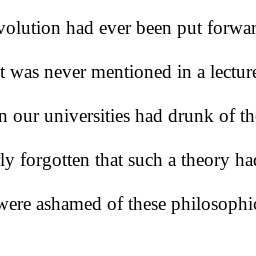 volution had ever been put forwar
t was never mentioned in a lecture
n our universities had drunk of th
ly forgotten that such a theory had
were ashamed of these philosophic